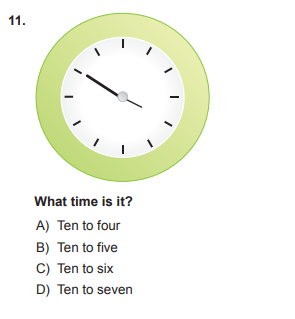 11.
What time is it?
A) Ten to four
B) Ten to five
C) Ten to six
D) Ten to seven